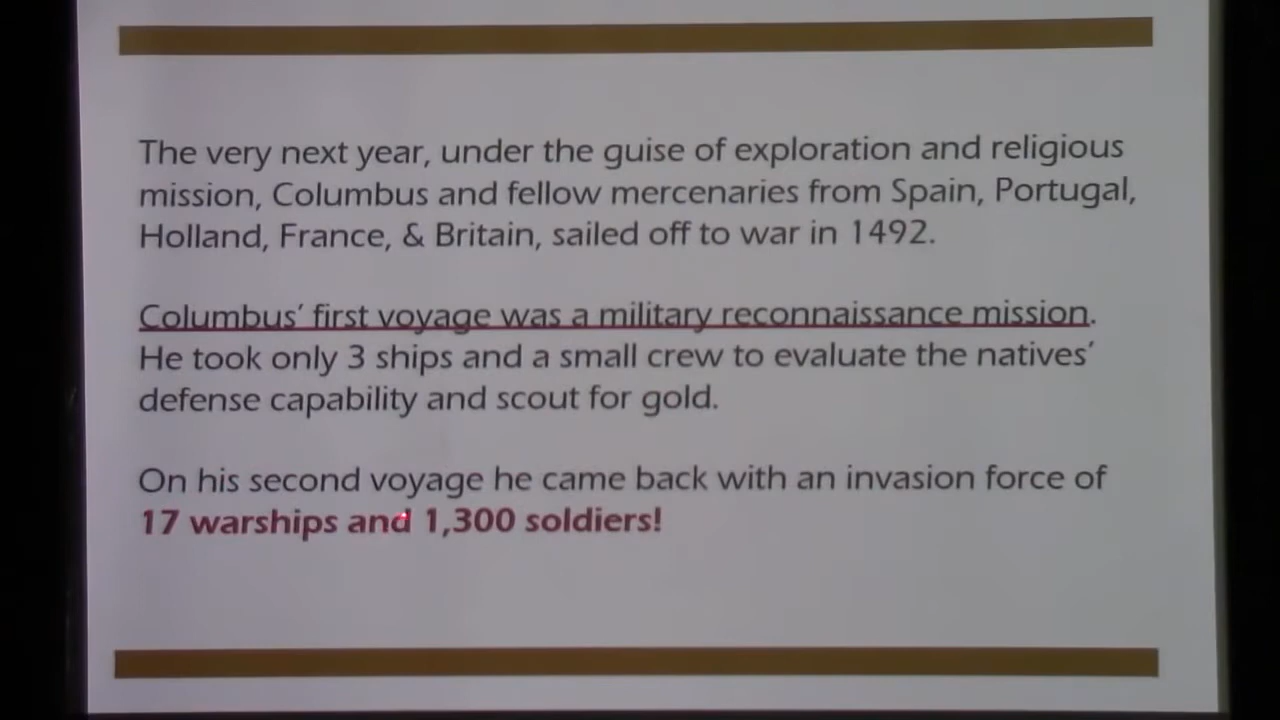 The very next year, under the guise of exploration and religious
mission, Columbus and fellow mercenaries from Spain, Portugal,
Holland, France, & Britain, sailed off to war in 1492.
Columbus' first voyage was a military reconnaissance mission.
He took only 3 ships and a small crew to evaluate the natives'
defense capability and scout for gold.
On his second voyage he came back with an invasion force of
17 warships and 1,300 soldiers!